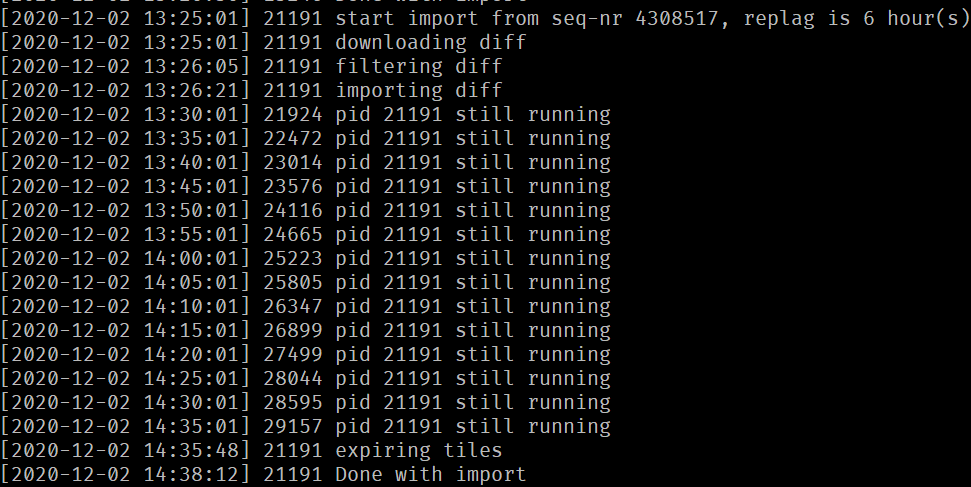 [2020-12-02 13:25:01] 21191 start import from seq-nr 4308517, replag is 6 hour(s)
[2020-12-02 13:25:01] 21191 downloading diff
[2020-12-02 13:26:05] 21191 filtering diff
[2020-12-02 13:26:21] 21191 importing diff
[2020-12-02 13:30:01] 21924 pid 21191 still running
[2020-12-02 13:35:01] 22472 pid 21191 still running
[2020-12-02 13:40:01] 23014 pid 21191 still running
[2020-12-02 13:45:01] 23576 pid 21191 still running
[2020-12-02 13:50:01] 24116 pid 21191 still running
[2020-12-02 13:55:01] 24665 pid 21191 still running
[2020-12-02 14:00:01] 25223 pid 21191 still running
[2020-12-02 14:05:01] 25805 pid 21191 still running
[2020-12-02 14:10:01] 26347 pid 21191 still running
[2020-12-02 14:15:01] 26899 pid 21191 still running
[2020-12-02 14:20:01] 27499 pid 21191 still running
[2020-12-02 14:25:01] 28044 pid 21191 still running
[2020-12-02 14:30:01] 28595 pid 21191 still running
[2020-12-02 14:35:01] 29157 pid 21191 still running
[2020-12-02 14:35:48] 21191 expiring tiles
[2020-12-02 14:38:12] 21191 Done with import